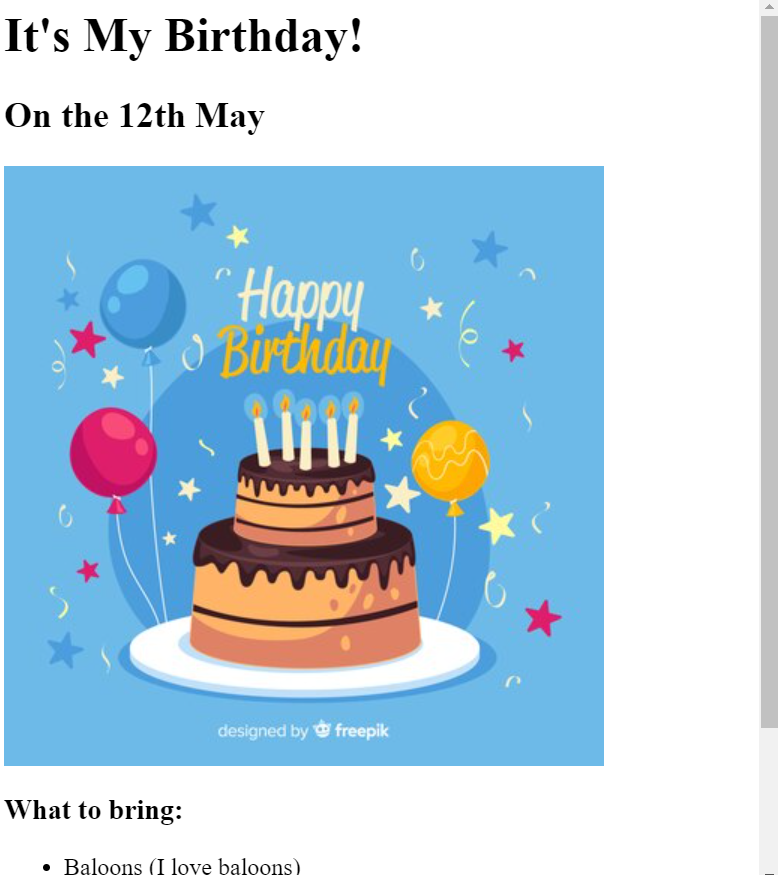 It's My Birthday!
On the 12th May
Happy
Birthday
designed by freepik
What to bring:
• Baloons (I love baloons)